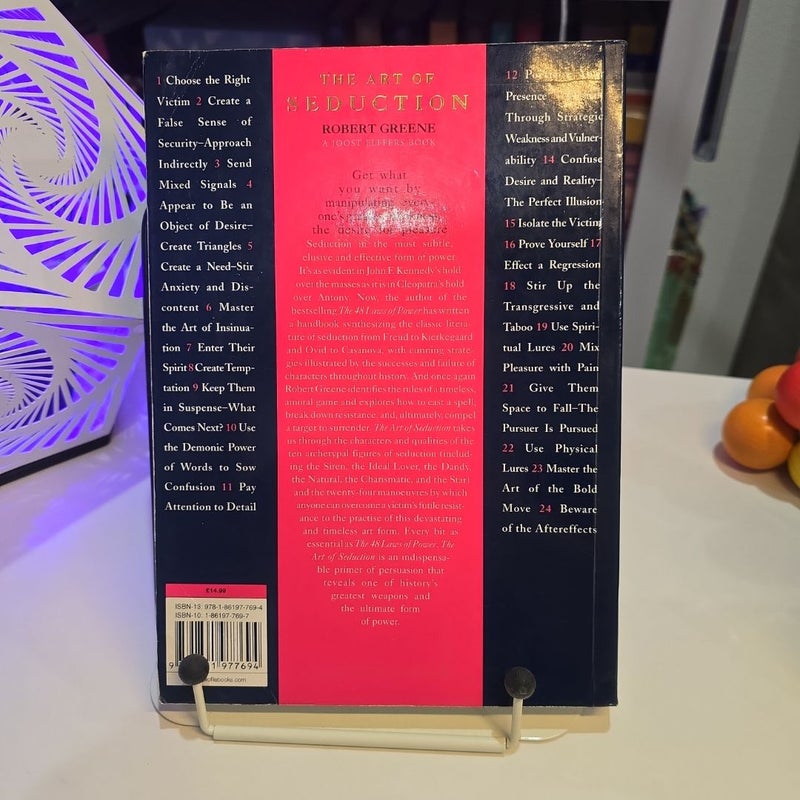 1 Choose the Right
Victim 2 Create a
False Sense of
Security–Approach
Indirectly 3 Send
Mixed Signals 4
Appear to Be an
Object of Desire–
Create Triangles 5
Create a Need–Stir
Anxiety and Dis-
content 6 Master
the Art of Insinua-
tion 7 Enter Their
Spirit 8 Create Temp-
tation 9 Keep Them
in Suspense–What
Comes Next? 10 Use
the Demonic Power
of Words to Sow
Confusion 11 Pay
Attention to Detail
£14.99
ISBN-13: 978-1-86197-769-4
ISBN-10: 1-86197-769-7
THE ART OF
SEDUCTION
ROBERT GREENE
A JOOST ELFFERS BOOK
Get what
you want by
manipulating every-
one's
the desire for pleasure
Seduction is the most subtle,
elusive and effective form of power.
It's as evident in John F. Kennedy's hold
over the masses as it is in Cleopatra's hold
over Antony. Now, the author of the
bestselling The 48 Laws of Power has written
a handbook synthesizing the classic litera-
ture of seduction from Freud to Kierkegaard
and Ovid to Casanova, with cunning strate-
gies illustrated by the successes and failure of
characters throughout history. And once again
Robert Greene identifies the rules of a timeless,
amoral game and explores how to cast a spell,
break down resistance, and, ultimately, compel
a target to surrender. The Art of Seduction takes
us through the characters and qualities of the
ten archetypal figures of seduction (includ-
ing the Siren, the Ideal Lover, the Dandy,
the Natural, the Charismatic, and the Star)
and the twenty-four manoeuvres by which
anyone can overcome a victim's futile resist-
ance to the practise of this devastating
and timeless art form. Every bit as
essential as The 48 Laws of Power, The
Art of Seduction is an indispensa-
ble primer of persuasion that
reveals one of history's
greatest weapons and
the ultimate form
of power.
12
Presence
Through Strategic
Weakness and Vulner-
ability 14 Confuse
Desire and Reality–
The Perfect Illusion
15 Isolate the Victim
16 Prove Yourself 17
Effect a Regression
18 Stir Up the
Transgressive and
Taboo 19 Use Spiri-
tual Lures 20 Mix
Pleasure with Pain
21 Give Them
Space to Fall–The
Pursuer Is Pursued
22 Use Physical
Lures 23 Master the
Art of the Bold
Move 24 Beware
of the Aftereffects